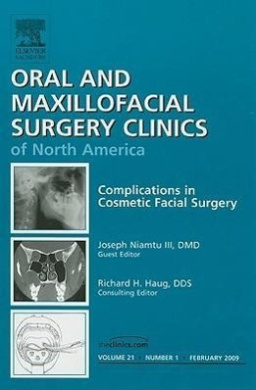 ELSEVIER
SAUNDERS
ORAL AND
MAXILLOFACIAL
SURGERY CLINICS
of North America
Complications in
Cosmetic Facial Surgery
Joseph Niamtu III, DMD
Guest Editor
Richard H. Haug, DDS
Consulting Editor
theclinics.com
VOLUME 21 • NUMBER 1 • FEBRUARY 2009